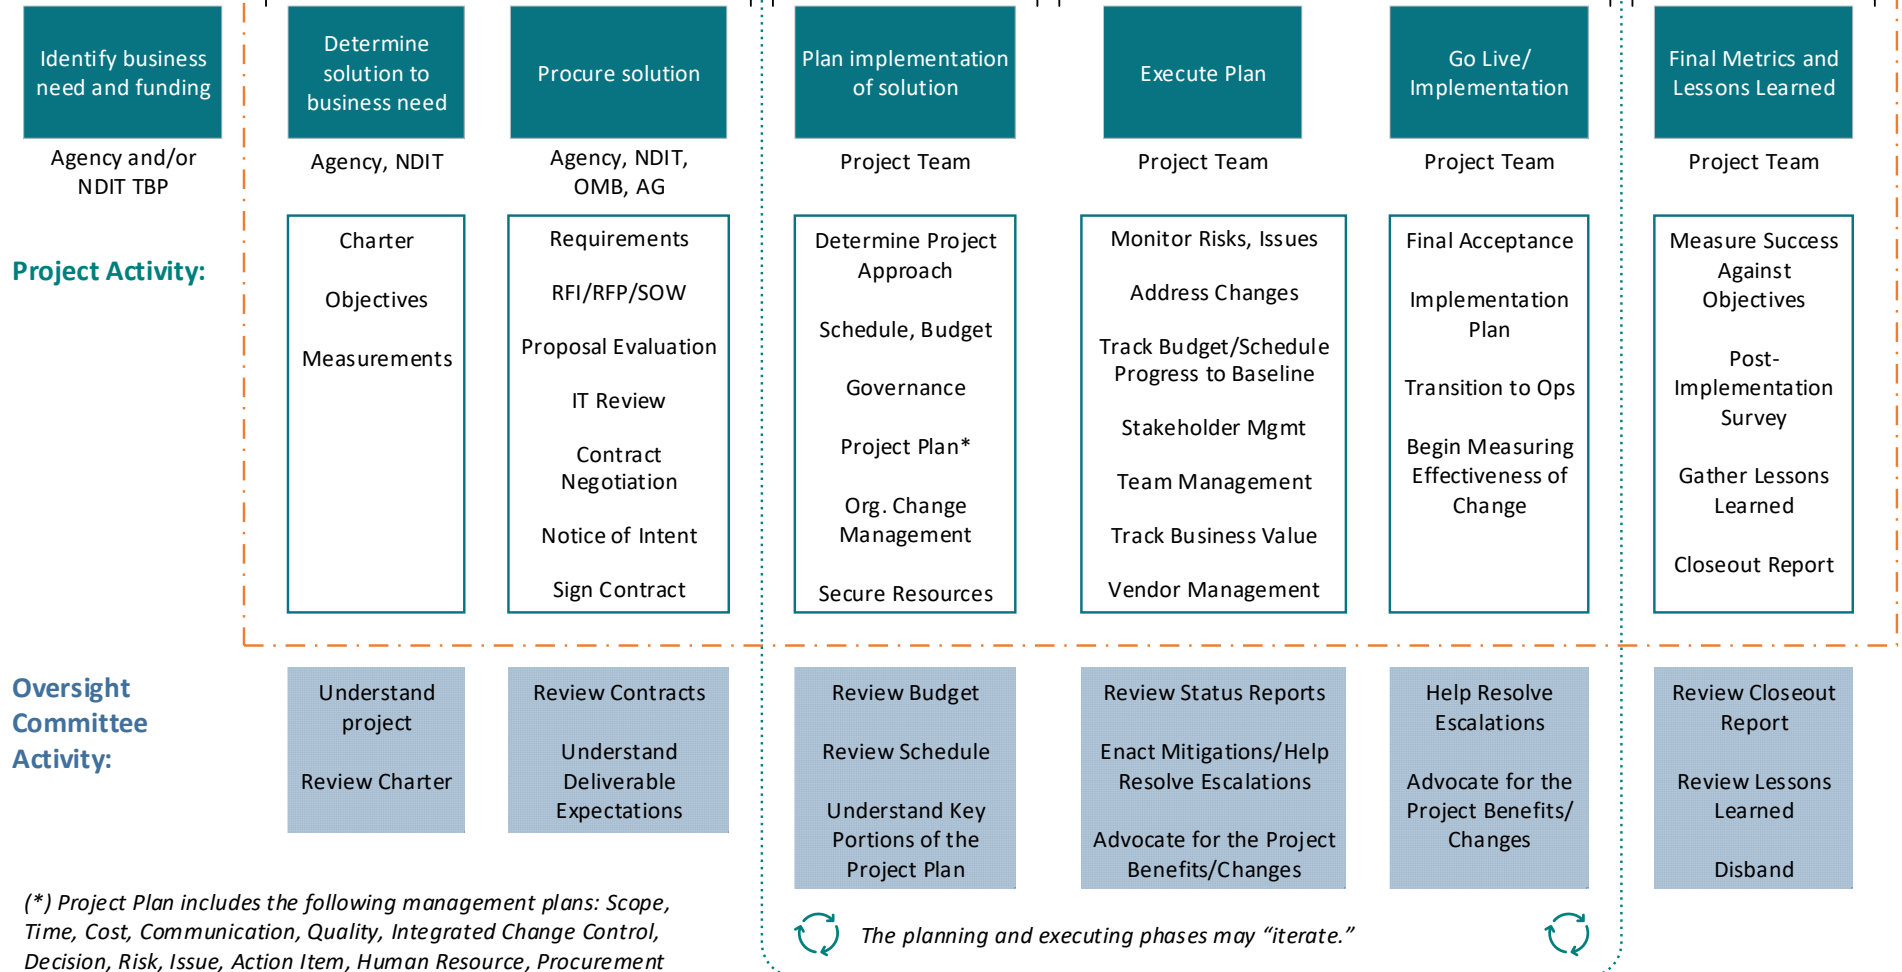 Identify business
need and funding
Agency and/or
NDIT TBP
Determine
solution to
business need
Agency, NDIT
Procure solution
Agency, NDIT,
OMB, AG
Plan implementation
of solution
Project Team
Execute Plan
Project Team
Go Live/
Implementation
Project Team
Final Metrics and
Lessons Learned
Project Team
Project Activity:
Charter
Objectives
Measurements
Requirements
RFI/RFP/SOW
Proposal Evaluation
IT Review
Contract
Negotiation
Notice of Intent
Sign Contract
Determine Project
Approach
Schedule, Budget
Governance
Project Plan*
Org. Change
Management
Secure Resources
Monitor Risks, Issues
Address Changes
Track Budget/Schedule
Progress to Baseline
Stakeholder Mgmt
Team Management
Track Business Value
Vendor Management
Final Acceptance
Implementation
Plan
Transition to Ops
Begin Measuring
Effectiveness of
Change
Measure Success
Against
Objectives
Post-
Implementation
Survey
Gather Lessons
Learned
Closeout Report
Oversight
Committee
Activity:
Understand
project
Review Charter
Review Contracts
Understand
Deliverable
Expectations
Review Budget
Review Schedule
Understand Key
Portions of the
Project Plan
Review Status Reports
Enact Mitigations/Help
Resolve Escalations
Advocate for the Project
Benefits/Changes
Help Resolve
Escalations
Advocate for the
Project Benefits/
Changes
Review Closeout
Report
Review Lessons
Learned
Disband
(*) Project Plan includes the following management plans: Scope,
Time, Cost, Communication, Quality, Integrated Change Control,
Decision, Risk, Issue, Action Item, Human Resource, Procurement
The planning and executing phases may “iterate.”